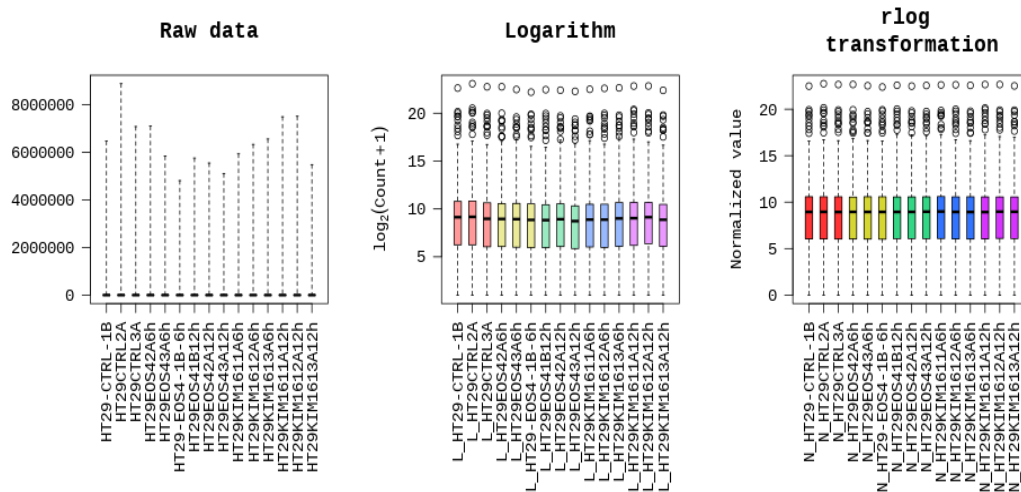 Raw data
8000000
6000000
4000000
2000000
0
HT29-CTRL-1B
HT29CTRL2A
HT29CTRL3A
HT29EOS42A6h
HT29EOS43A6h
HT29-EOS4-1B-6h
HT29EOS41B12h
HT29EOS42A12h
HT29EOS43A12h
HT29KIM1611A6h
HT29KIM1612A6h
HT29KIM1613A6h
HT29KIM1611A12h
HT29KIM1612A12h
HT29KIM1613A12h
Logarithm
log₂(count+1)
20
15
10
5
L_HT29-CTRL-1B
L_HT29CTRL2A
L_HT29CTRL3A
L_HT29EOS42A6h
L_HT29EOS43A6h
L_HT29-EOS4-1B-6h
L_HT29EOS41B12h
L_HT29EOS42A12h
L_HT29EOS43A12h
L_HT29KIM1611A6h
L_HT29KIM1612A6h
L_HT29KIM1613A6h
L_HT29KIM1611A12h
L_HT29KIM1612A12h
L_HT29KIM1613A12h
rlog
transformation
Normalized value
20
15
10
5
0
N_HT29-CTRL-1B
N_HT29CTRL2A
N_HT29CTRL3A
N_HT29EOS42A6h
N_HT29EOS43A6h
N_HT29-EOS4-1B-6h
N_HT29EOS41B12h
N_HT29EOS42A12h
N_HT29EOS43A12h
N_HT29KIM1611A6h
N_HT29KIM1612A6h
N_HT29KIM1613A6h
N_HT29KIM1611A12h
N_HT29KIM1612A12h
N_HT29KIM1613A12h